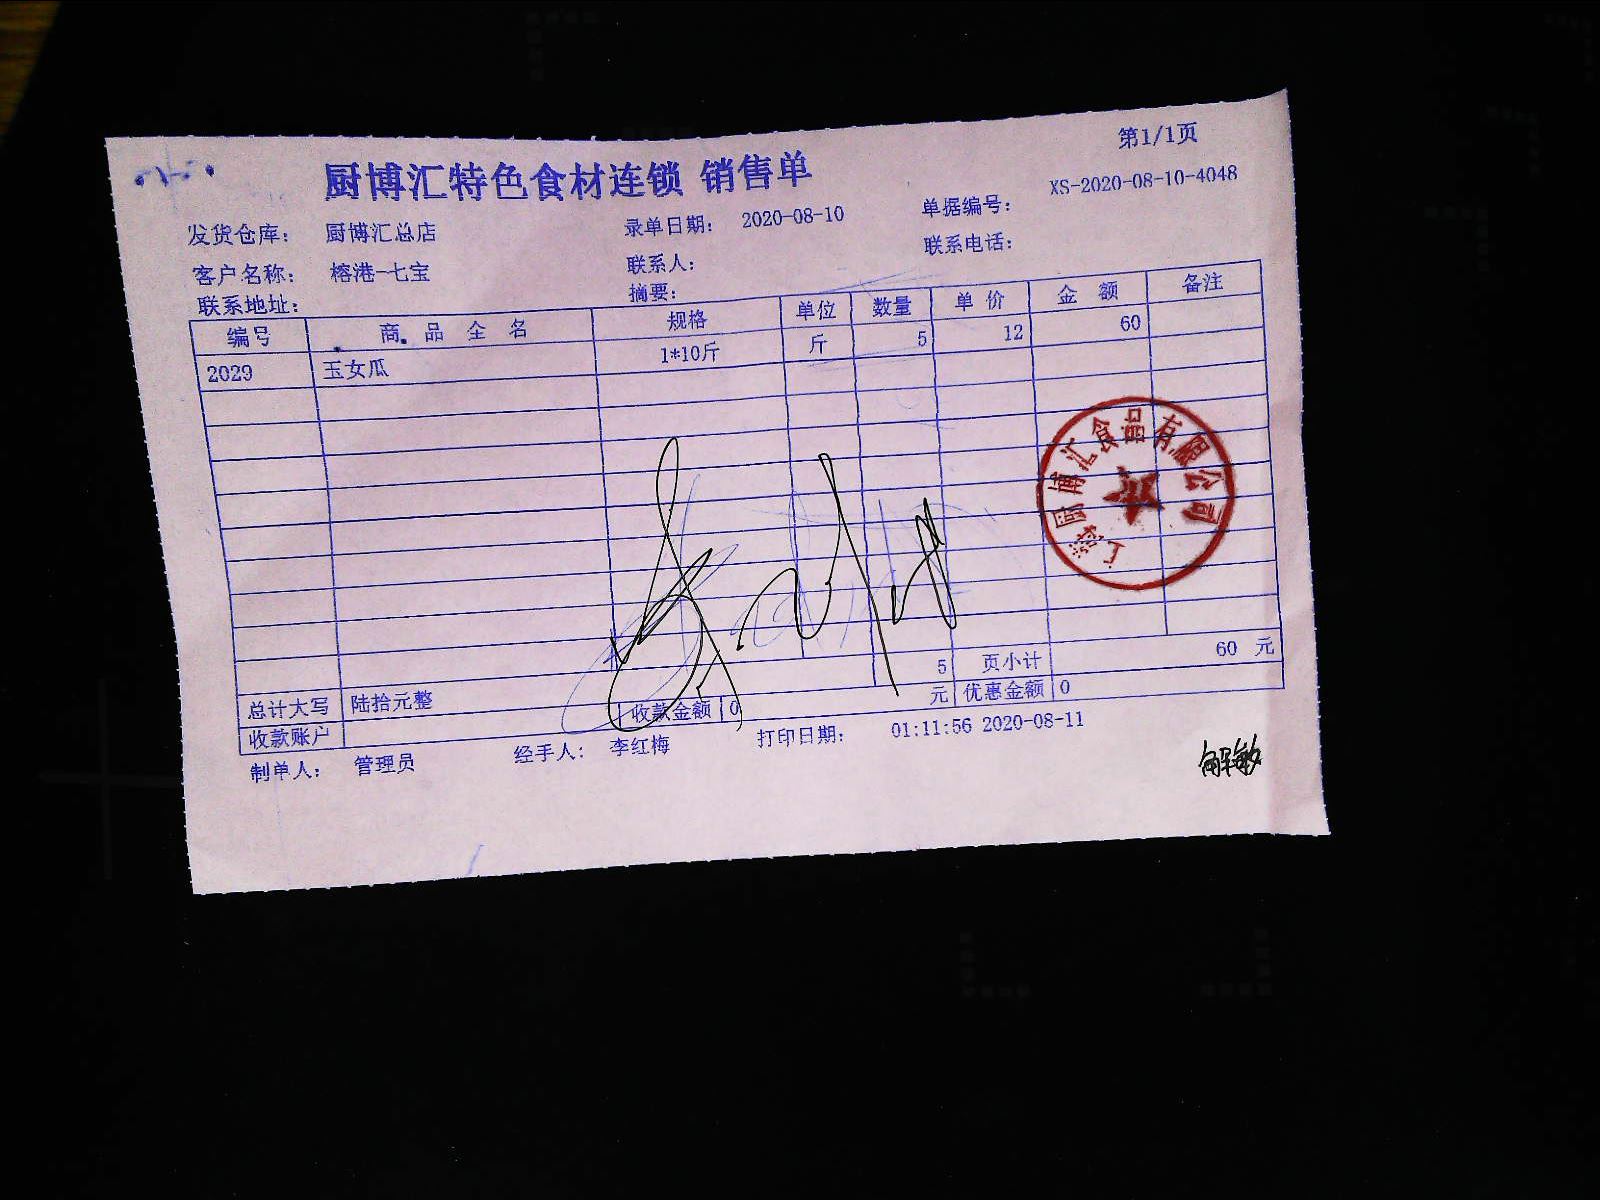 第1/1页
厨博汇特色食材连锁 销售单
发货仓库： 厨博汇总店 录单日期： 2020-08-10 单据编号： XS-2020-08-10-4048
客户名称： 榕港-七宝 联系人： 联系电话：
联系地址： 摘要：
编号 商品全名 规格 单位 数量 单价 金额 备注
2029 玉女瓜 1*10斤 斤 5 12 60
上海厨博汇食品有限公司
5 页小计 60 元
总计大写 陆拾元整 收款金额 0 元 优惠金额 0
收款账户
制单人： 管理员 经手人： 李红梅 打印日期： 01:11:56 2020-08-11
解敏